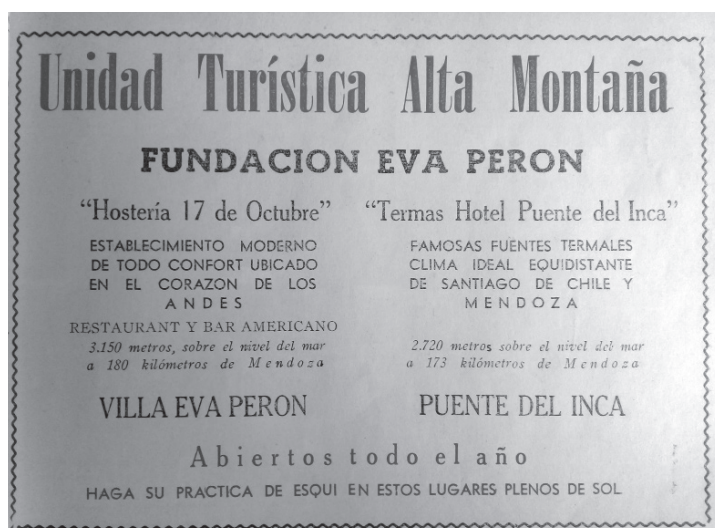 Unidad Turística Alta Montaña
FUNDACION EVA PERON
“Hostería 17 de Octubre”
ESTABLECIMIENTO MODERNO
DE TODO CONFORT UBICADO
EN EL CORAZON DE LOS
ANDES
RESTAURANT Y BAR AMERICANO
3.150 metros, sobre el nivel del mar
a 180 kilómetros de Mendoza
VILLA EVA PERON
“Termas Hotel Puente del Inca”
FAMOSAS FUENTES TERMALES
CLIMA IDEAL EQUIDISTANTE
DE SANTIAGO DE CHILE Y
MENDOZA
2.720 metros sobre el nivel del mar
a 173 kilómetros de Mendoza
PUENTE DEL INCA
Abiertos todo el año
HAGA SU PRACTICA DE ESQUI EN ESTOS LUGARES PLENOS DE SOL